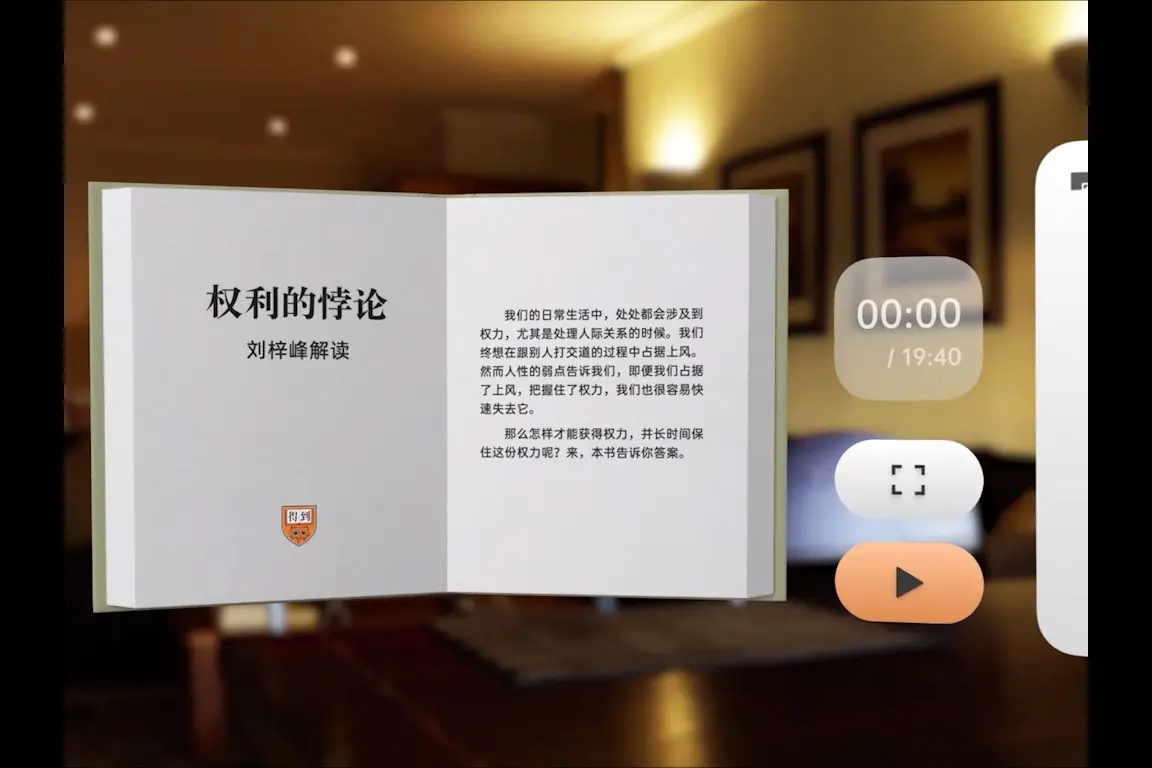 权利的悖论
刘梓峰解读
得到
我们的日常生活中，处处都会涉及到
权力，尤其是处理人际关系的时候。我们
终想在跟别人打交道的过程中占据上风。
然而人性的弱点告诉我们，即便我们占据
了上风，把握住了权力，我们也很容易快
速失去它。
那么怎样才能获得权力，并长时间保
住这份权力呢？来，本书告诉你答案。
00:00
/ 19:40